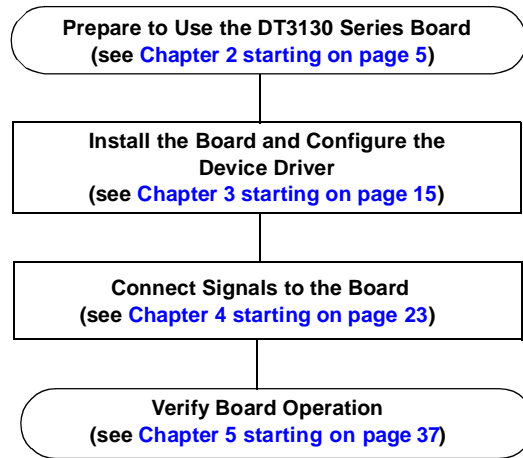 Prepare to Use the DT3130 Series Board
(see Chapter 2 starting on page 5)
Install the Board and Configure the
Device Driver
(see Chapter 3 starting on page 15)
Connect Signals to the Board
(see Chapter 4 starting on page 23)
Verify Board Operation
(see Chapter 5 starting on page 37)